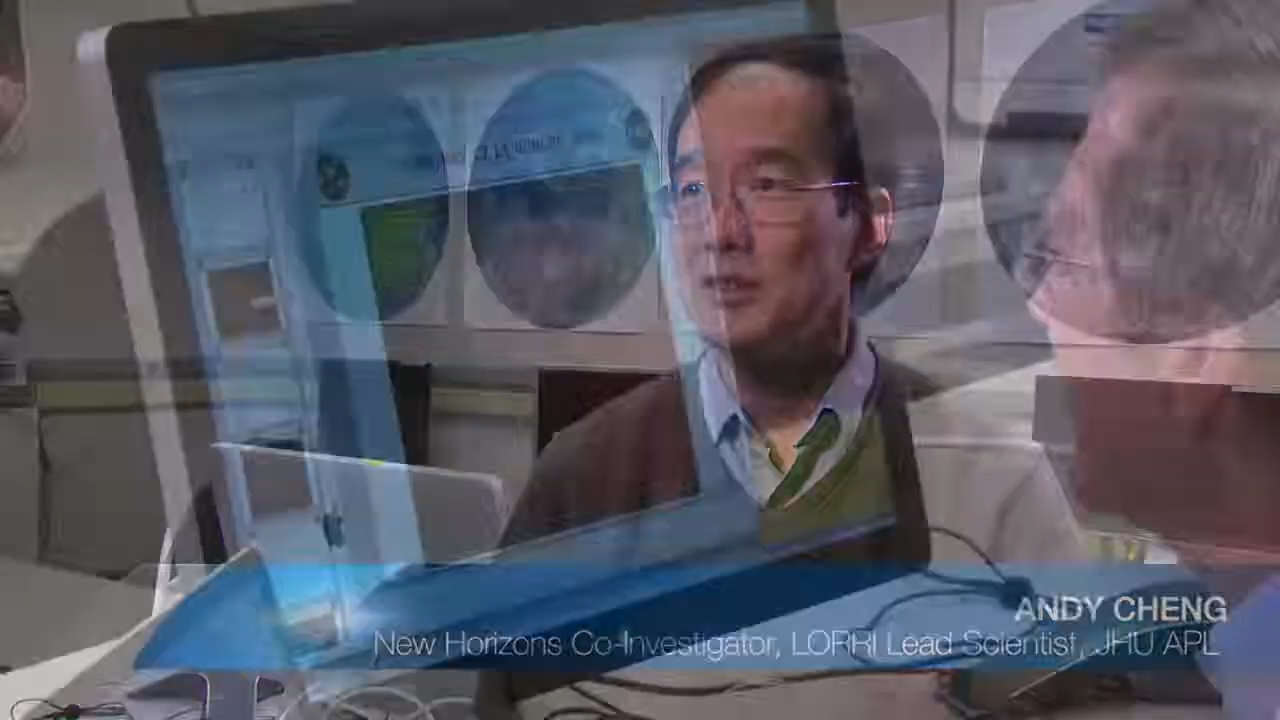 ANDY CHENG
New Horizons Co-Investigator, LORRI Lead Scientist, JHU APL